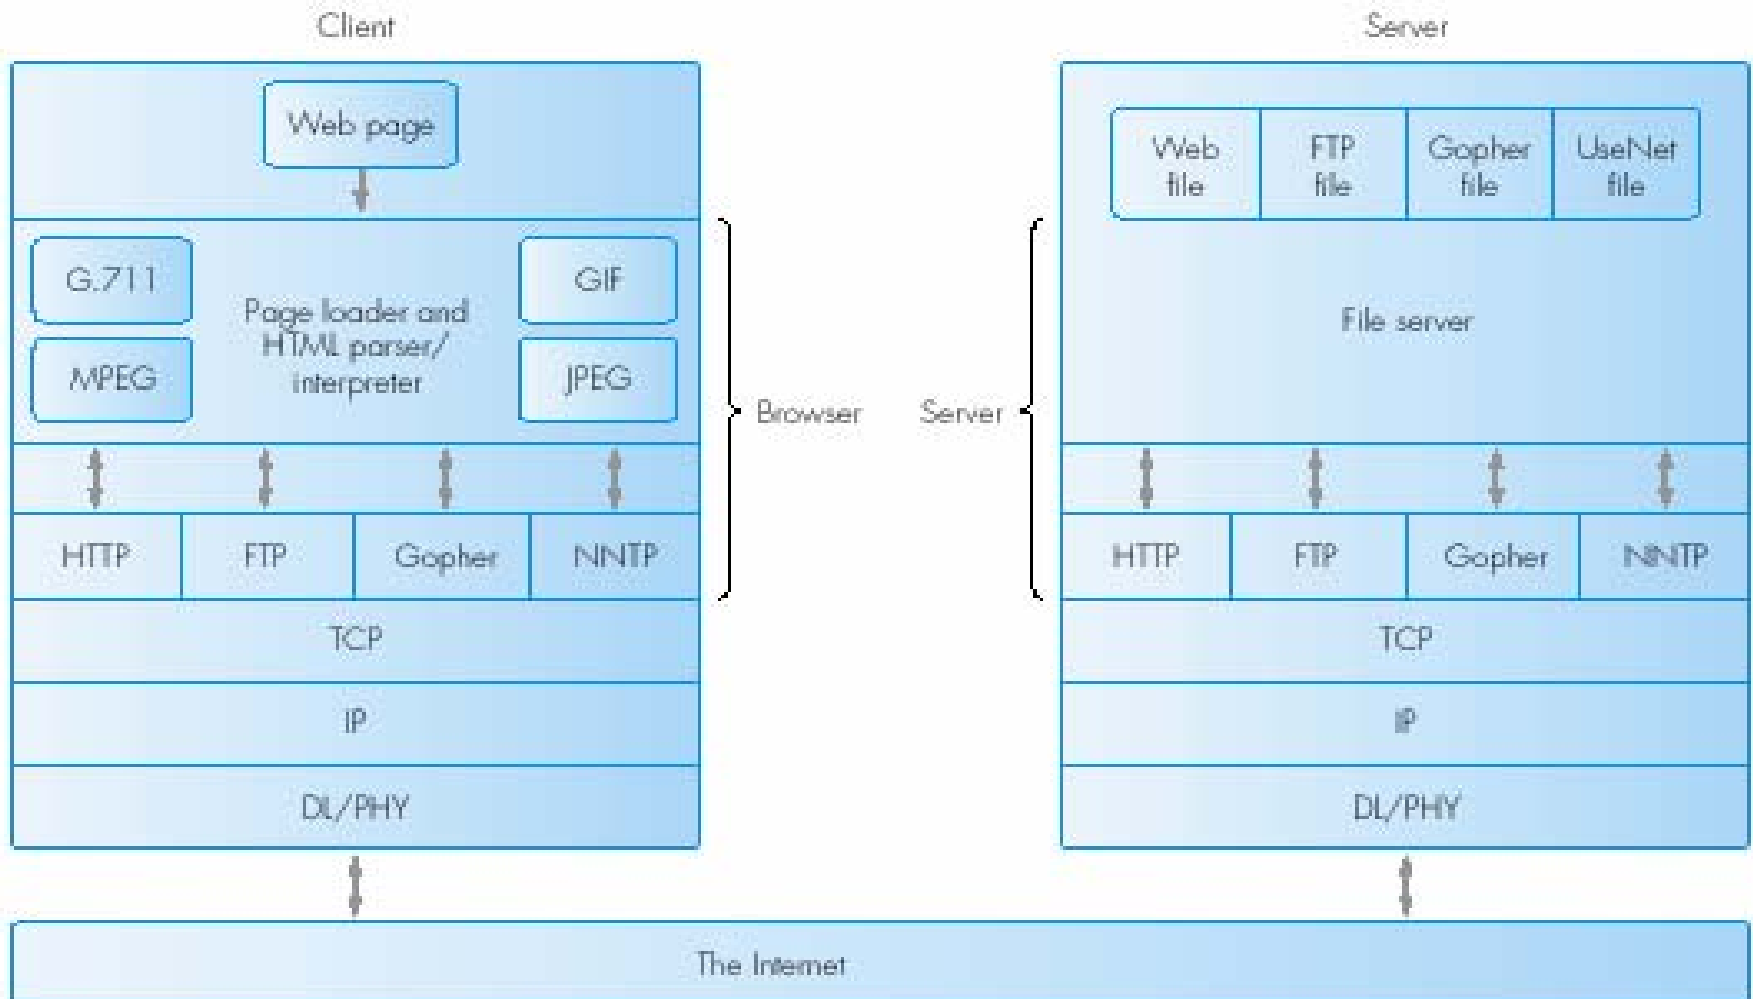 Client
Server
Web page
Web
file
FTP
file
Gopher
file
UseNet
file
G.711
GIF
Page loader and
HTML parser/
interpreter
MPEG
JPEG
File server
Browser
Server
HTTP
FTP
Gopher
NNTP
HTTP
FTP
Gopher
NNTP
TCP
TCP
IP
IP
DL/PHY
DL/PHY
The Internet